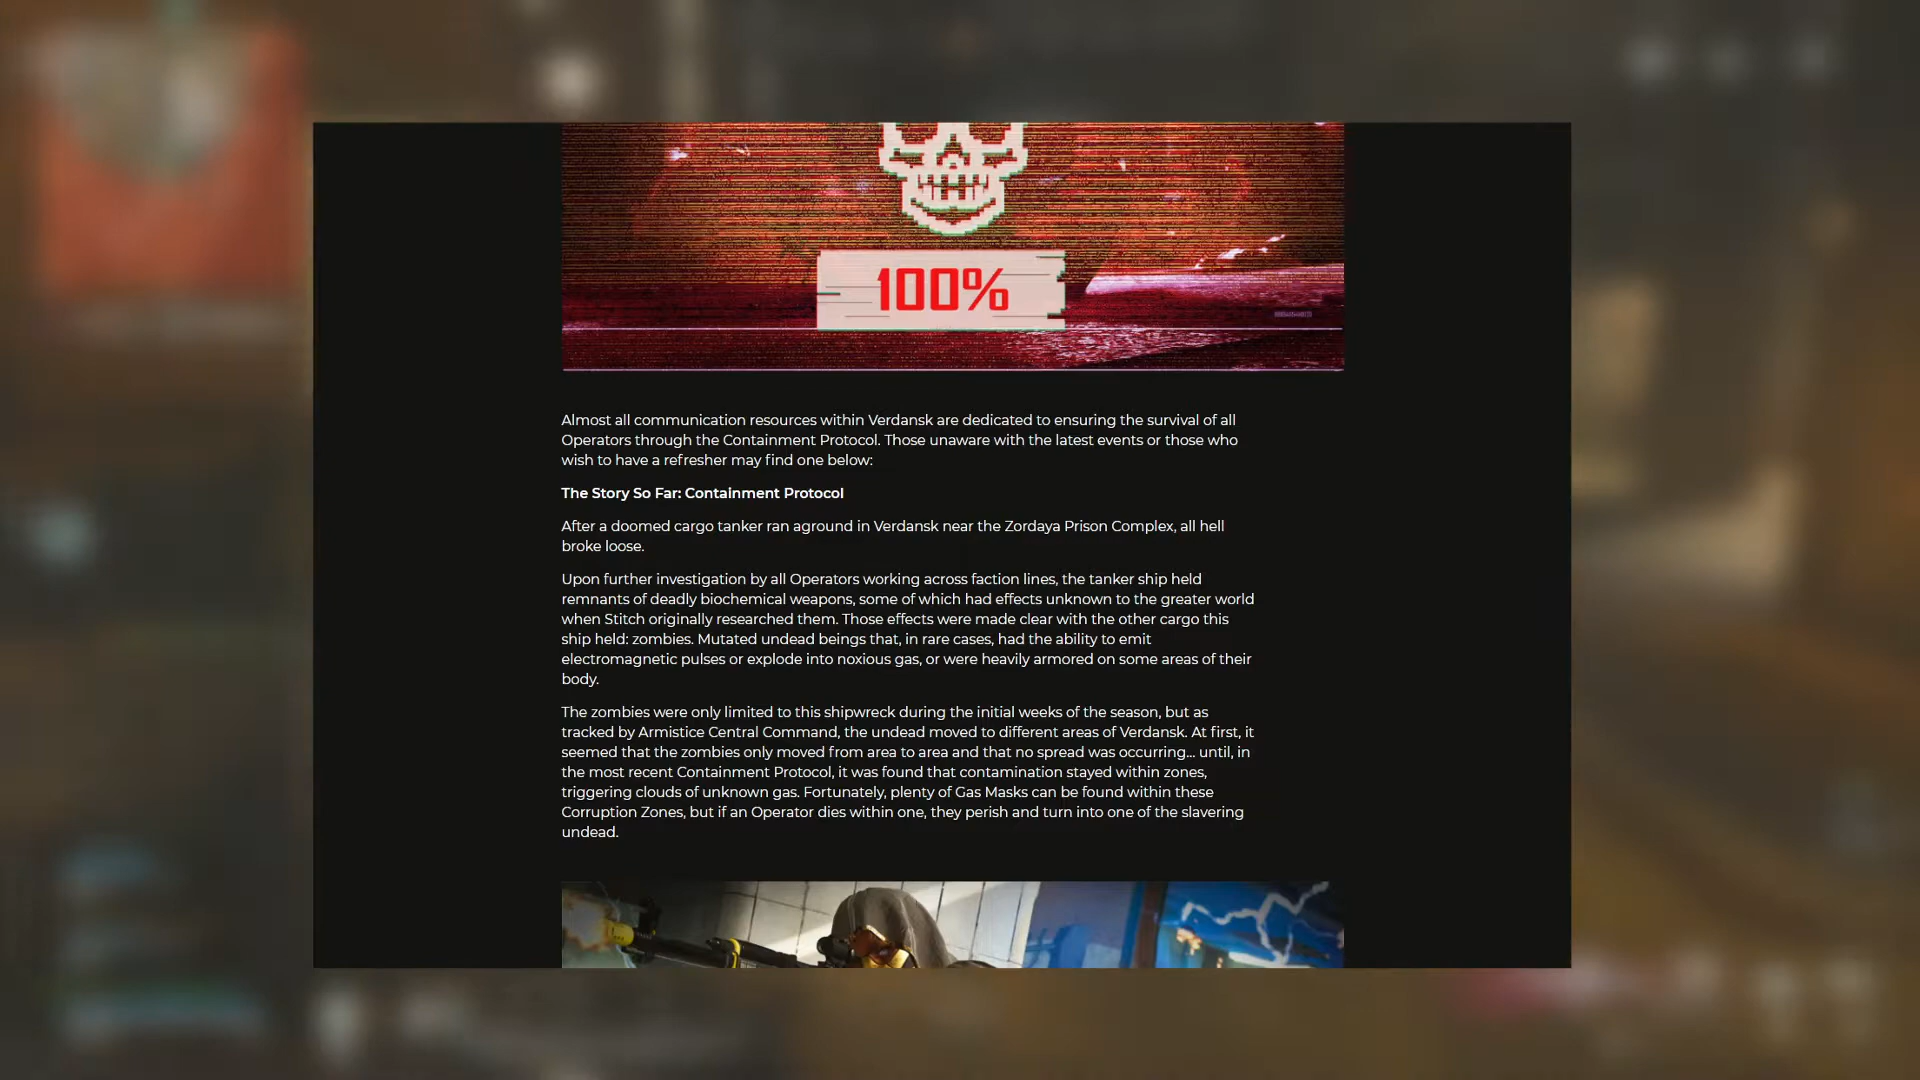 100%
Almost all communication resources within Verdansk are dedicated to ensuring the survival of all
Operators through the Containment Protocol. Those unaware with the latest events or those who
wish to have a refresher may find one below:
The Story So Far: Containment Protocol
After a doomed cargo tanker ran aground in Verdansk near the Zordaya Prison Complex, all hell
broke loose.
Upon further investigation by all Operators working across faction lines, the tanker ship held
remnants of deadly biochemical weapons, some of which had effects unknown to the greater world
when Stitch originally researched them. Those effects were made clear with the other cargo this
ship held: zombies. Mutated undead beings that, in rare cases, had the ability to emit
electromagnetic pulses or explode into noxious gas, or were heavily armored on some areas of their
body.
The zombies were only limited to this shipwreck during the initial weeks of the season, but as
tracked by Armistice Central Command, the undead moved to different areas of Verdansk. At first, it
seemed that the zombies only moved from area to area and that no spread was occurring... until, in
the most recent Containment Protocol, it was found that contamination stayed within zones,
triggering clouds of unknown gas. Fortunately, plenty of Gas Masks can be found within these
Corruption Zones, but if an Operator dies within one, they perish and turn into one of the slavering
undead.